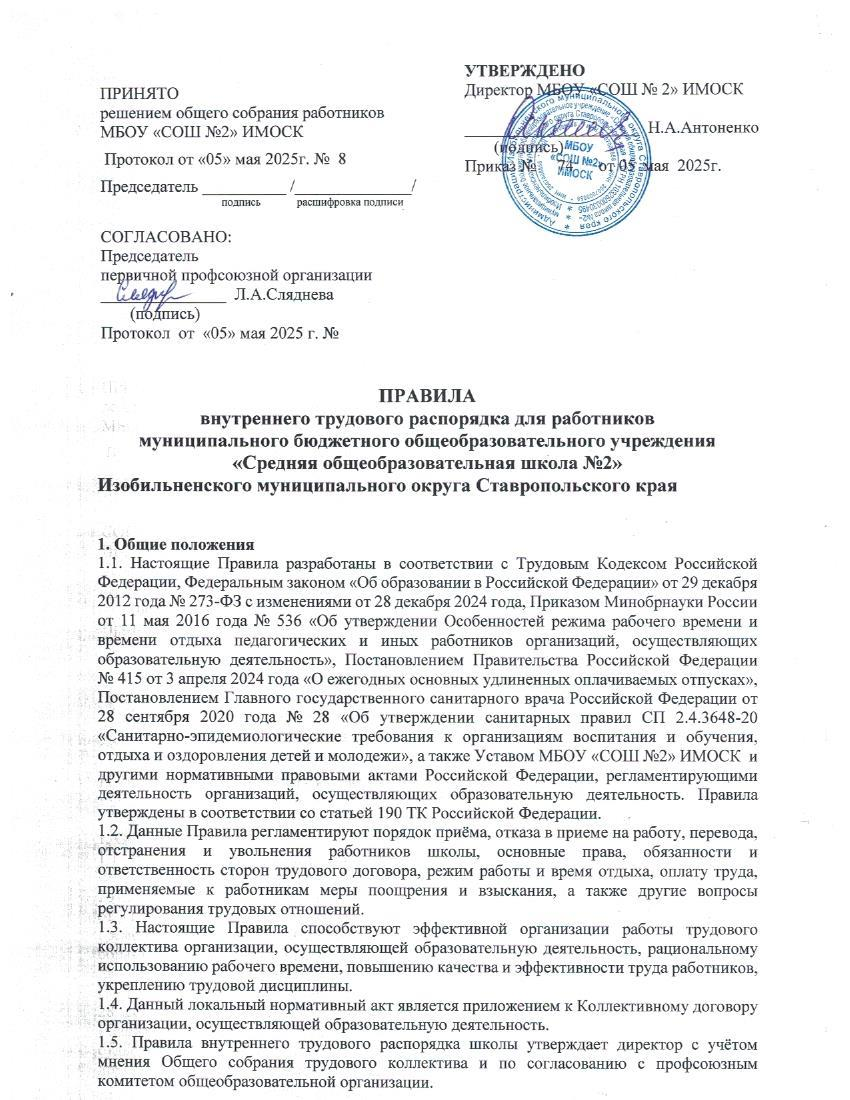 ПРИНЯТО
решением общего собрания работников
МБОУ «СОШ №2» ИМОСК
Протокол от «05» мая 2025г. № 8
Председатель ____________ /______________/
подпись расшифровка подписи
УТВЕРЖДЕНО
Директор МБОУ «СОШ № 2» ИМОСК
____________________ Н.А.Антоненко
(подпись)
Приказ № 74 от 05 мая 2025г.
МБОУ
«СОШ №2»
ИМОСК
СОГЛАСОВАНО:
Председатель
первичной профсоюзной организации
_______________ Л.А.Сляднева
(подпись)
Протокол от «05» мая 2025 г. №
ПРАВИЛА
внутреннего трудового распорядка для работников
муниципального бюджетного общеобразовательного учреждения
«Средняя общеобразовательная школа №2»
Изобильненского муниципального округа Ставропольского края
1. Общие положения
1.1. Настоящие Правила разработаны в соответствии с Трудовым Кодексом Российской
Федерации, Федеральным законом «Об образовании в Российской Федерации» от 29 декабря
2012 года № 273-ФЗ с изменениями от 28 декабря 2024 года, Приказом Минобрнауки России
от 11 мая 2016 года № 536 «Об утверждении Особенностей режима рабочего времени и
времени отдыха педагогических и иных работников организаций, осуществляющих
образовательную деятельность», Постановлением Правительства Российской Федерации
№ 415 от 3 апреля 2024 года «О ежегодных основных удлиненных оплачиваемых отпусках»,
Постановлением Главного государственного санитарного врача Российской Федерации от
28 сентября 2020 года № 28 «Об утверждении санитарных правил СП 2.4.3648-20
«Санитарно-эпидемиологические требования к организациям воспитания и обучения,
отдыха и оздоровления детей и молодежи», а также Уставом МБОУ «СОШ №2» ИМОСК и
другими нормативными правовыми актами Российской Федерации, регламентирующими
деятельность организаций, осуществляющих образовательную деятельность. Правила
утверждены в соответствии со статьей 190 ТК Российской Федерации.
1.2. Данные Правила регламентируют порядок приёма, отказа в приеме на работу, перевода,
отстранения и увольнения работников школы, основные права, обязанности и
ответственность сторон трудового договора, режим работы и время отдыха, оплату труда,
применяемые к работникам меры поощрения и взыскания, а также другие вопросы
регулирования трудовых отношений.
1.3. Настоящие Правила способствуют эффективной организации работы трудового
коллектива организации, осуществляющей образовательную деятельность, рациональному
использованию рабочего времени, повышению качества и эффективности труда работников,
укреплению трудовой дисциплины.
1.4. Данный локальный нормативный акт является приложением к Коллективному договору
организации, осуществляющей образовательную деятельность.
1.5. Правила внутреннего трудового распорядка школы утверждает директор с учётом
мнения Общего собрания трудового коллектива и по согласованию с профсоюзным
комитетом общеобразовательной организации.